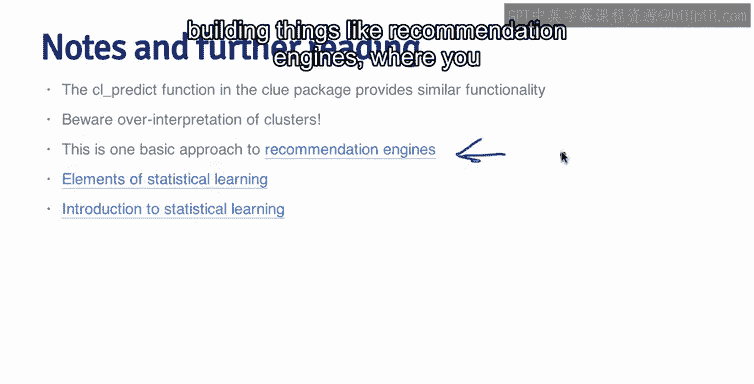 building things like recommendation
engines, where you
Notes and further reading
The cl_predict function in the clue package provides similar functionality
Beware over-interpretation of clusters!
This is one basic approach to recommendation engines
Elements of statistical learning
Introduction to statistical learning